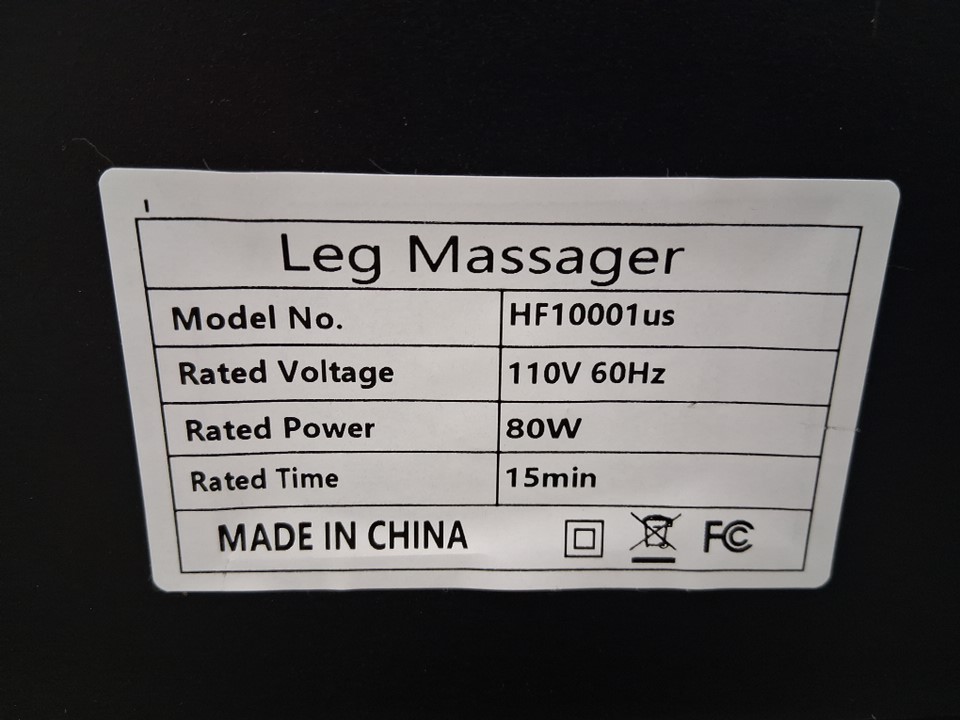 Leg Massager
Model No. HF10001us
Rated Voltage 110V 60Hz
Rated Power 80W
Rated Time 15min
MADE IN CHINA FC